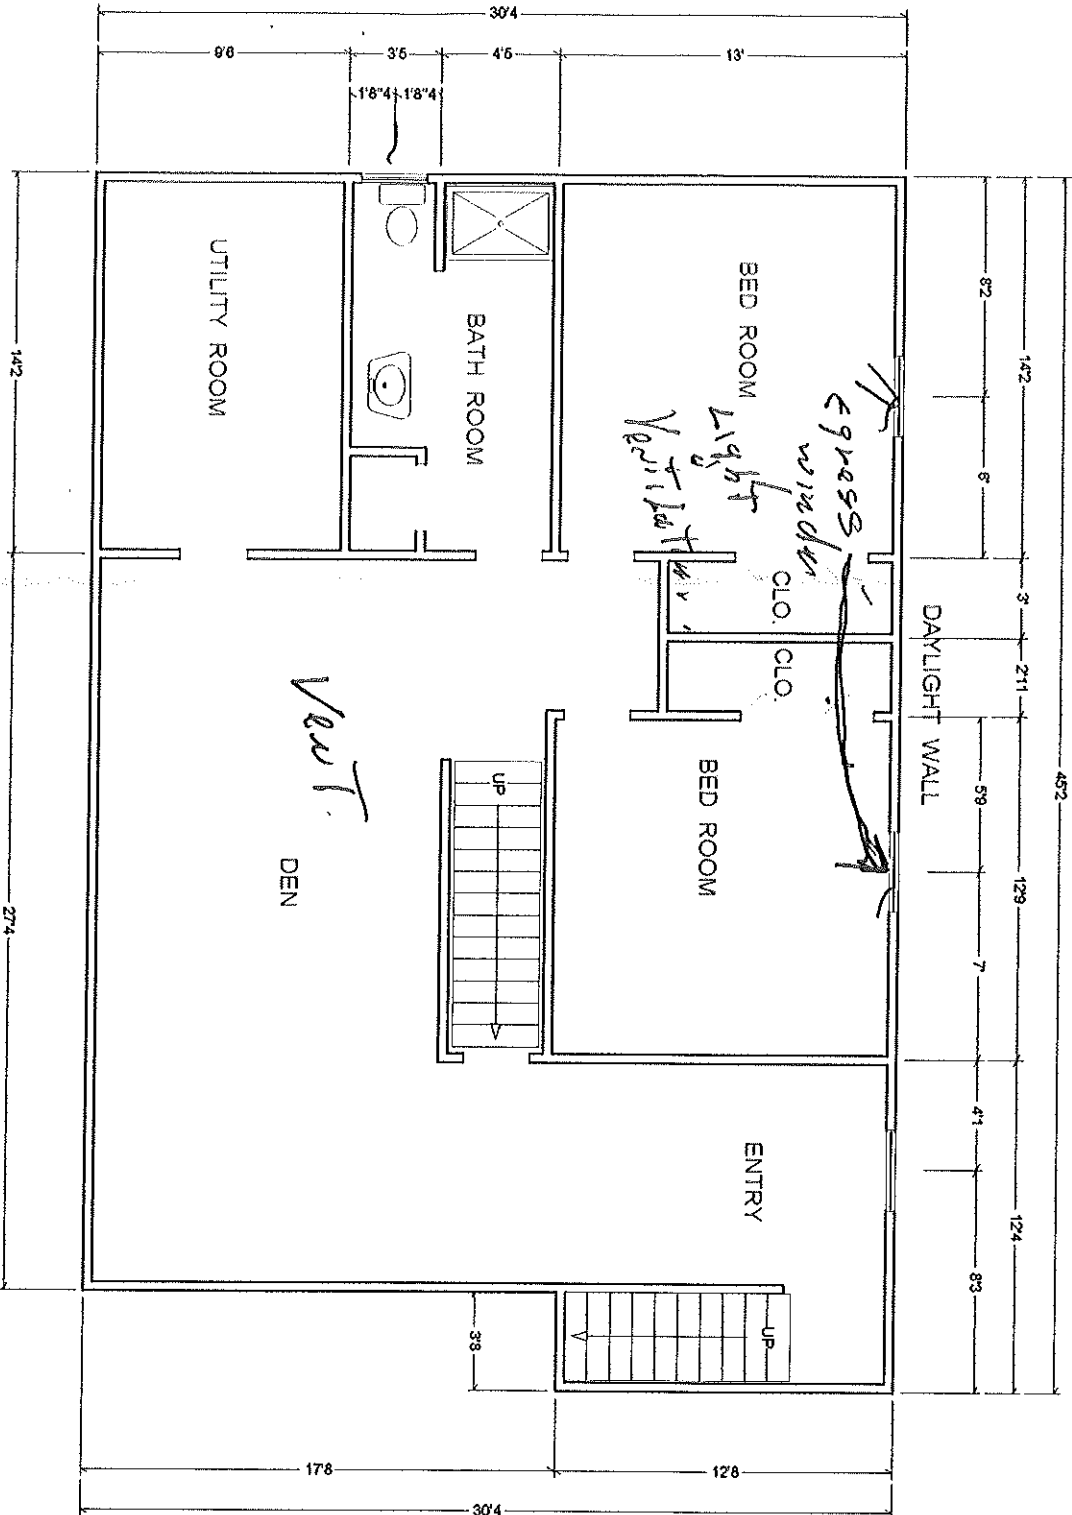 30'4
9'6
3'5
4'5
13'
1'8"4
1'8"4
8'2
6'
14'2
3'
2'11
5'9
7'
12'9
4'1
8'3
12'4
45'2
DAYLIGHT WALL
BED ROOM
Egress
window
Light
Ventilation
CLO.
CLO.
BATH ROOM
UTILITY ROOM
BED ROOM
UP
Vent.
DEN
ENTRY
UP
14'2
27'4
3'8
17'8
12'8
30'4